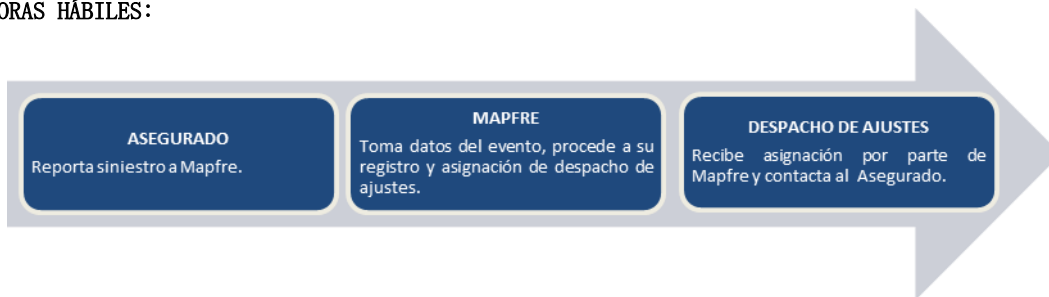 ORAS HÁBILES:
ASEGURADO
Reporta siniestro a Mapfre.
MAPFRE
Toma datos del evento, procede a su
registro y asignación de despacho de
ajustes.
DESPACHO DE AJUSTES
Recibe asignación por parte de
Mapfre y contacta al Asegurado.